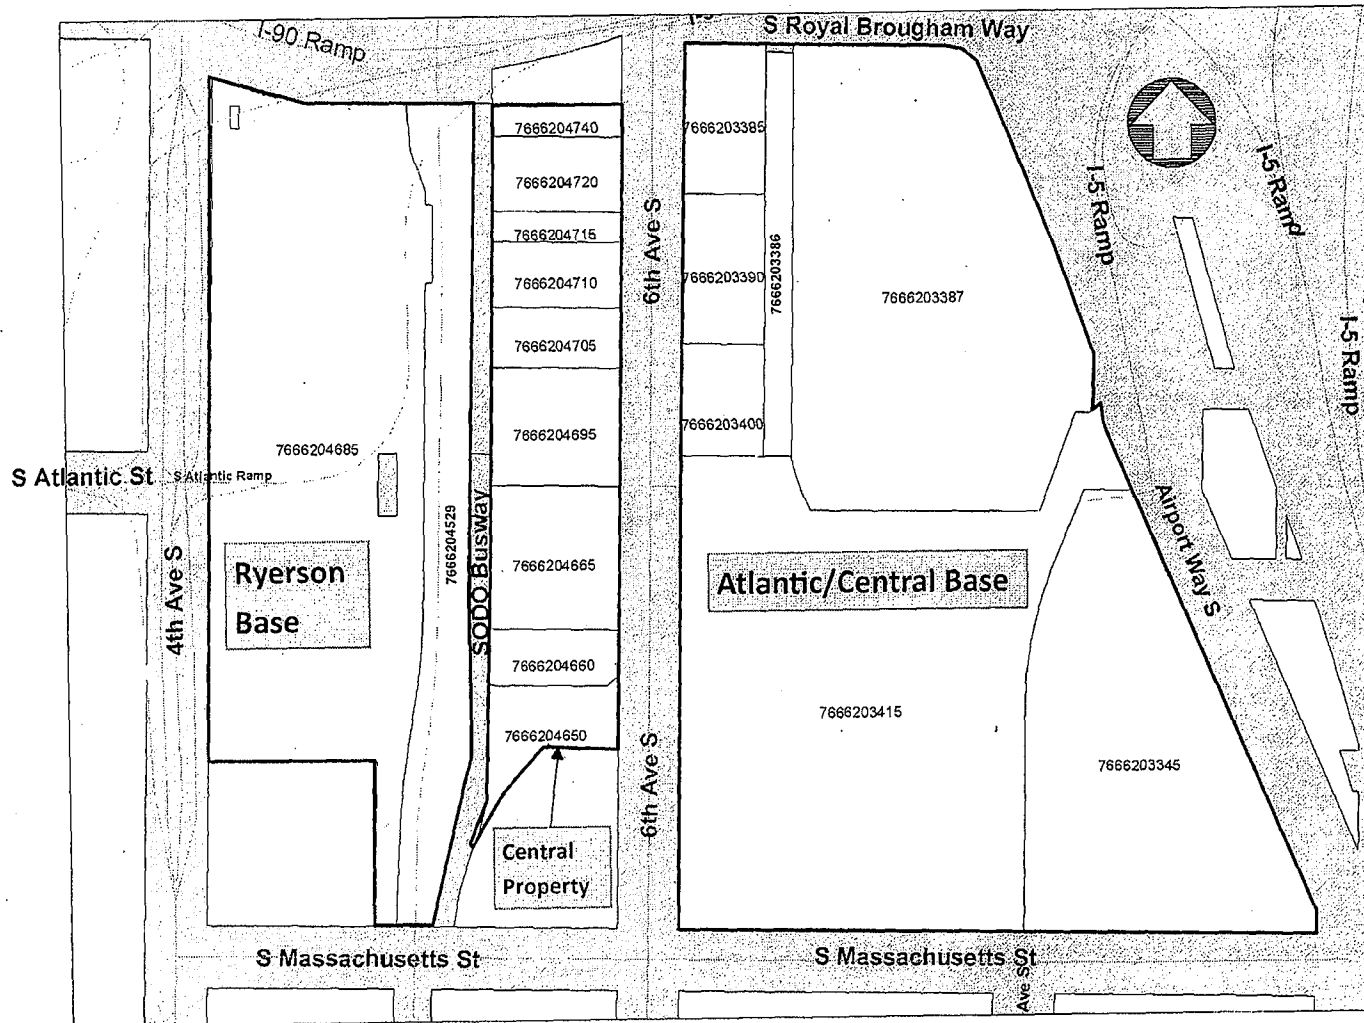 I-90 Ramp
S Royal Brougham Way
7666204740
7666204720
7666204715
7666204710
7666204705
7666204695
7666204665
7666204660
7666204650
7666203385
7666203390
7666203400
7666203386
7666203387
6th Ave S
I-5 Ramp
I-5 Ramp
I-5 Ramp
7666204685
S Atlantic St
S Atlantic Ramp
7666204529
SODO Busway
4th Ave S
Ryerson
Base
Atlantic/Central Base
Airport Way S
7666203415
7666203345
6th Ave S
Central
Property
S Massachusetts St
S Massachusetts St
Ave S